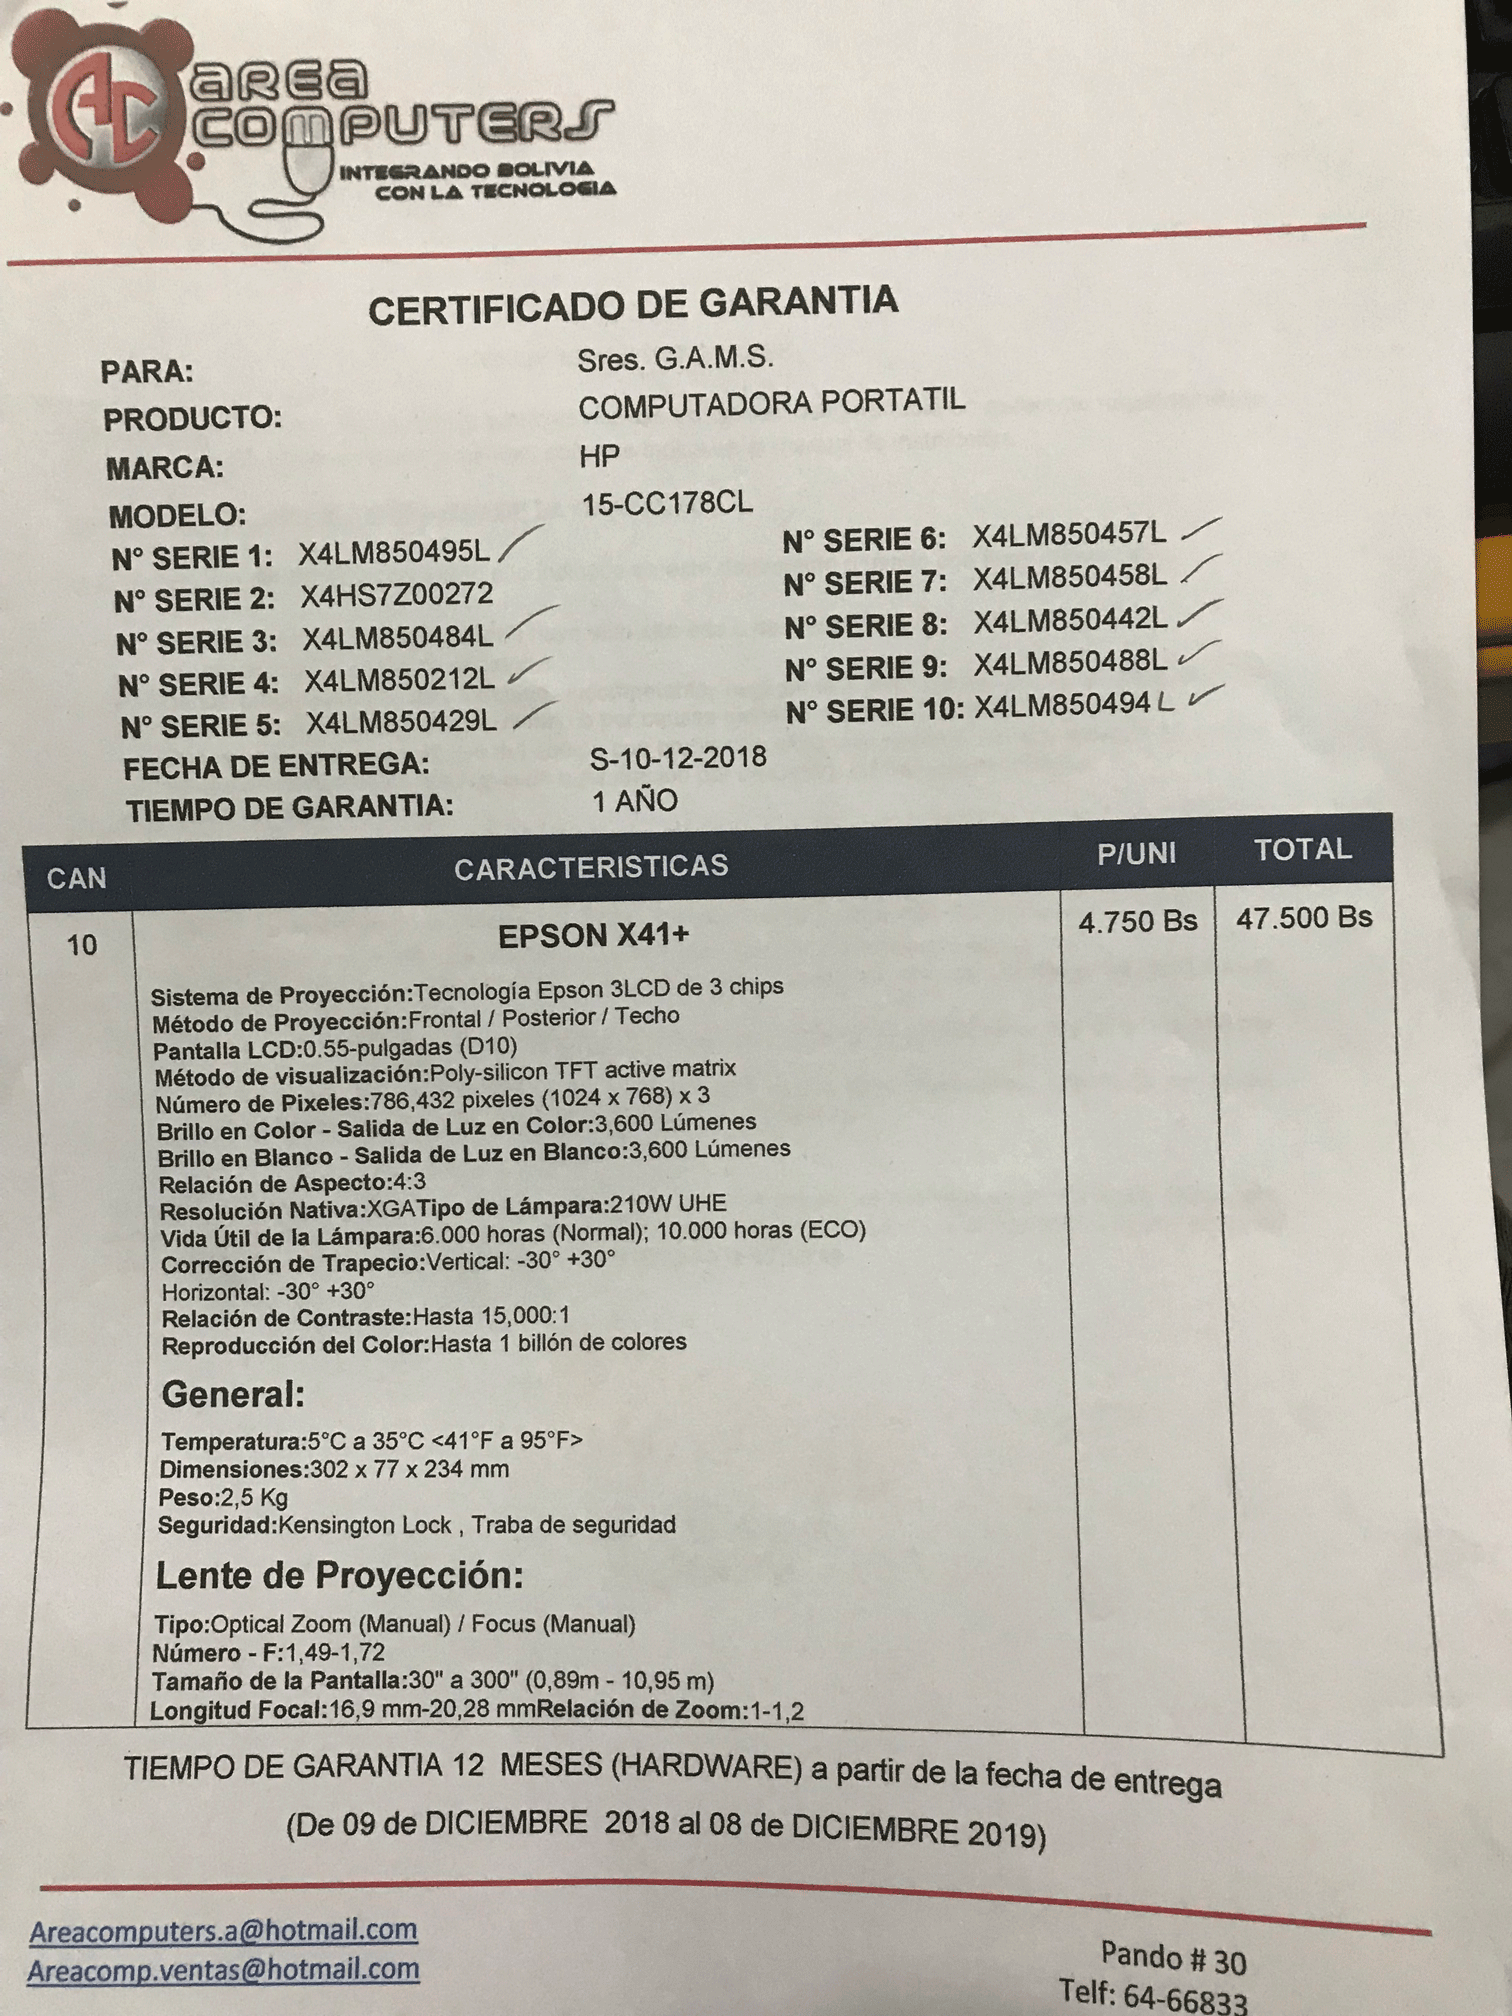 AC
AREA
COMPUTERS
INTEGRANDO BOLIVIA
CON LA TECNOLOGIA
CERTIFICADO DE GARANTIA
PARA: Sres. G.A.M.S.
PRODUCTO: COMPUTADORA PORTATIL
MARCA: HP
MODELO: 15-CC178CL
N° SERIE 1: X4LM850495L N° SERIE 6: X4LM850457L
N° SERIE 2: X4HS7Z00272 N° SERIE 7: X4LM850458L
N° SERIE 3: X4LM850484L N° SERIE 8: X4LM850442L
N° SERIE 4: X4LM850212L N° SERIE 9: X4LM850488L
N° SERIE 5: X4LM850429L N° SERIE 10: X4LM850494L
FECHA DE ENTREGA: S-10-12-2018
TIEMPO DE GARANTIA: 1 AÑO
CAN CARACTERISTICAS P/UNI TOTAL
10 EPSON X41+ 4.750 Bs 47.500 Bs
Sistema de Proyección:Tecnología Epson 3LCD de 3 chips
Método de Proyección:Frontal / Posterior / Techo
Pantalla LCD:0.55-pulgadas (D10)
Método de visualización:Poly-silicon TFT active matrix
Número de Pixeles:786,432 pixeles (1024 x 768) x 3
Brillo en Color - Salida de Luz en Color:3,600 Lúmenes
Brillo en Blanco - Salida de Luz en Blanco:3,600 Lúmenes
Relación de Aspecto:4:3
Resolución Nativa:XGATipo de Lámpara:210W UHE
Vida Útil de la Lámpara:6.000 horas (Normal); 10.000 horas (ECO)
Corrección de Trapecio:Vertical: -30° +30°
Horizontal: -30° +30°
Relación de Contraste:Hasta 15,000:1
Reproducción del Color:Hasta 1 billón de colores
General:
Temperatura:5°C a 35°C <41°F a 95°F>
Dimensiones:302 x 77 x 234 mm
Peso:2,5 Kg
Seguridad:Kensington Lock , Traba de seguridad
Lente de Proyección:
Tipo:Optical Zoom (Manual) / Focus (Manual)
Número - F:1,49-1,72
Tamaño de la Pantalla:30" a 300" (0,89m - 10,95 m)
Longitud Focal:16,9 mm-20,28 mmRelación de Zoom:1-1,2
TIEMPO DE GARANTIA 12 MESES (HARDWARE) a partir de la fecha de entrega
(De 09 de DICIEMBRE 2018 al 08 de DICIEMBRE 2019)
Areacomputers.a@hotmail.com
Areacomp.ventas@hotmail.com
Pando # 30
Telf: 64-66833